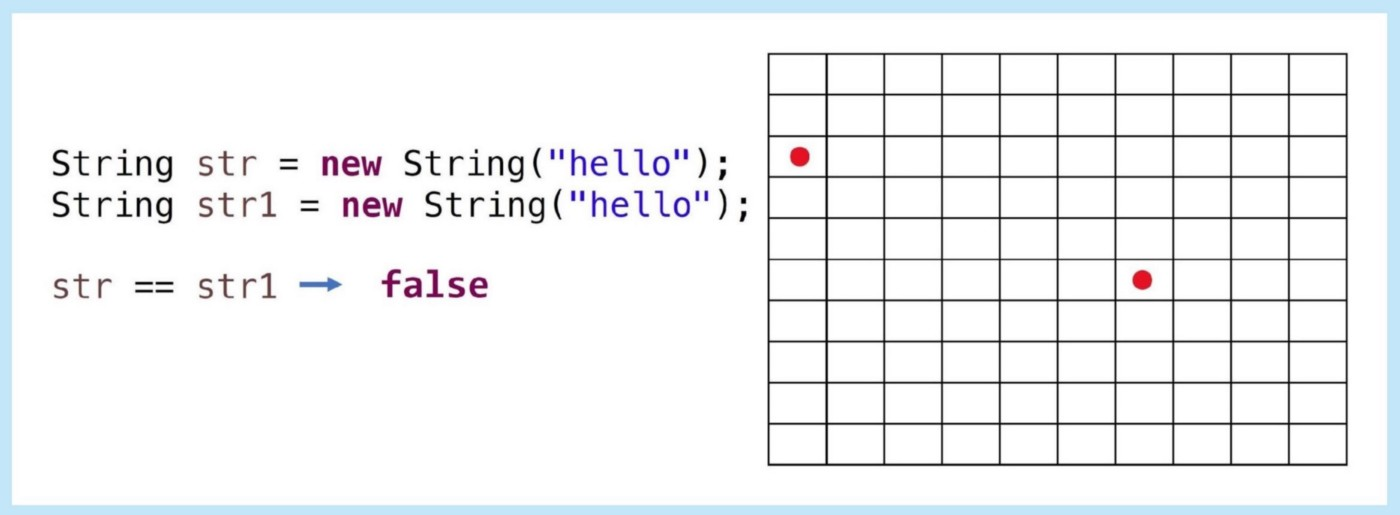 String str = new String("hello");
String str1 = new String("hello");
str == str1 → false